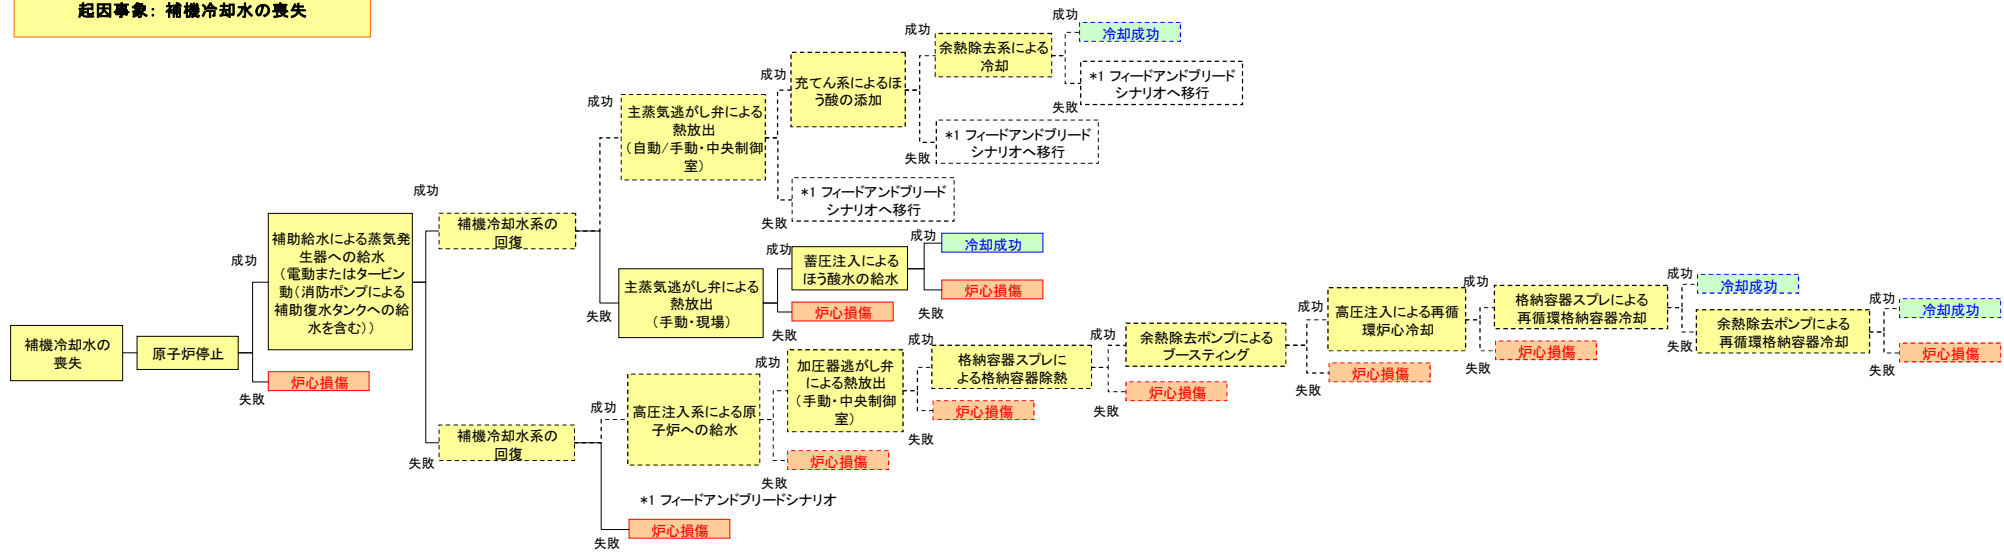 起因事象: 補機冷却水の喪失
補機冷却水の
喪失
原子炉停止
成功
失敗
補助給水による蒸気発
生器への給水
(電動またはタービン
動(消防ポンプによる
補助復水タンクへの給
水を含む))
炉心損傷
成功
失敗
補機冷却水系の
回復
成功
失敗
主蒸気逃がし弁による
熱放出
(自動/手動・中央制御
室)
成功
失敗
充てん系によるほ
う酸の添加
*1 フィードアンドブリード
シナリオへ移行
成功
失敗
余熱除去系による
冷却
*1 フィードアンドブリード
シナリオへ移行
成功
失敗
冷却成功
*1 フィードアンドブリード
シナリオへ移行
主蒸気逃がし弁による
熱放出
(手動・現場)
成功
失敗
蓄圧注入による
ほう酸水の給水
炉心損傷
成功
失敗
冷却成功
炉心損傷
補機冷却水系の
回復
成功
失敗
高圧注入系による原
子炉への給水
*1 フィードアンドブリードシナリオ
炉心損傷
成功
失敗
加圧器逃がし弁
による熱放出
(手動・中央制御
室)
炉心損傷
成功
失敗
格納容器スプレに
よる格納容器除熱
炉心損傷
成功
失敗
余熱除去ポンプによる
ブースティング
炉心損傷
成功
失敗
高圧注入による再循
環炉心冷却
炉心損傷
成功
失敗
格納容器スプレによる
再循環格納容器冷却
炉心損傷
成功
失敗
冷却成功
余熱除去ポンプによる
再循環格納容器冷却
成功
失敗
冷却成功
炉心損傷